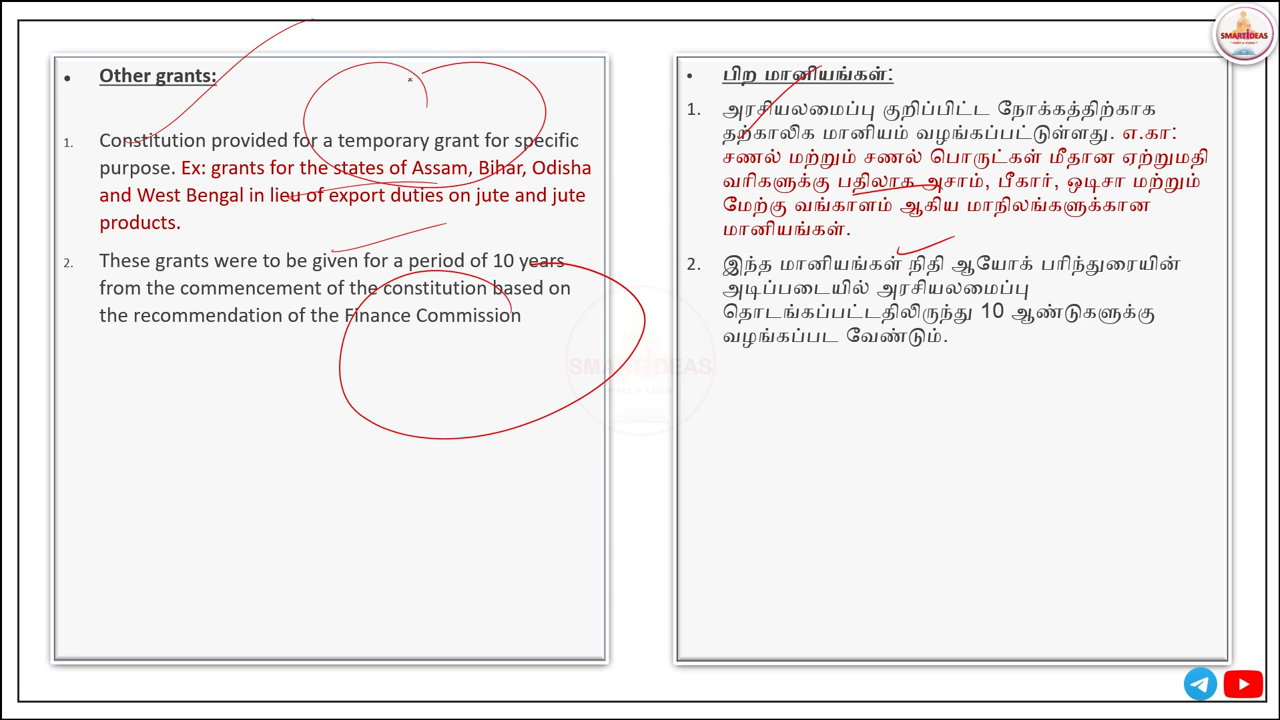 SMARTIDEAS
Other grants:
1. Constitution provided for a temporary grant for specific
purpose. Ex: grants for the states of Assam, Bihar, Odisha
and West Bengal in lieu of export duties on jute and jute
products.
2. These grants were to be given for a period of 10 years
from the commencement of the constitution based on
the recommendation of the Finance Commission
பிற மானியங்கள்:
1. அரசியலமைப்பு குறிப்பிட்ட நோக்கத்திற்காக
தற்காலிக மானியம் வழங்கப்பட்டுள்ளது. எ.கா:
சணல் மற்றும் சணல் பொருட்கள் மீதான ஏற்றுமதி
வரிகளுக்கு பதிலாக அசாம், பீகார், ஒடிசா மற்றும்
மேற்கு வங்காளம் ஆகிய மாநிலங்களுக்கான
மானியங்கள்.
2. இந்த மானியங்கள் நிதி ஆயோக் பரிந்துரையின்
அடிப்படையில் அரசியலமைப்பு
தொடங்கப்பட்டதிலிருந்து 10 ஆண்டுகளுக்கு
வழங்கப்பட வேண்டும்.
SMARTIDEAS